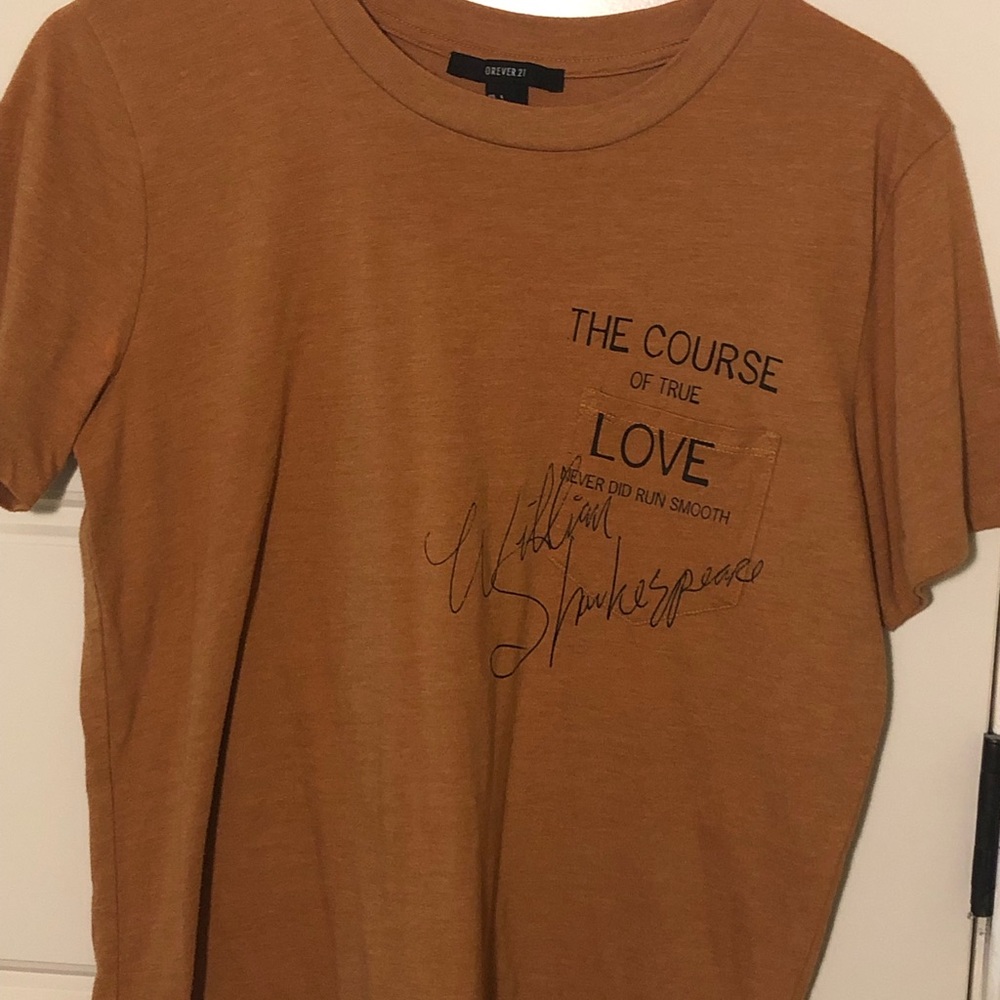 OREVER 21
THE COURSE
OF TRUE
LOVE
NEVER DID RUN SMOOTH
William
Shakespeare